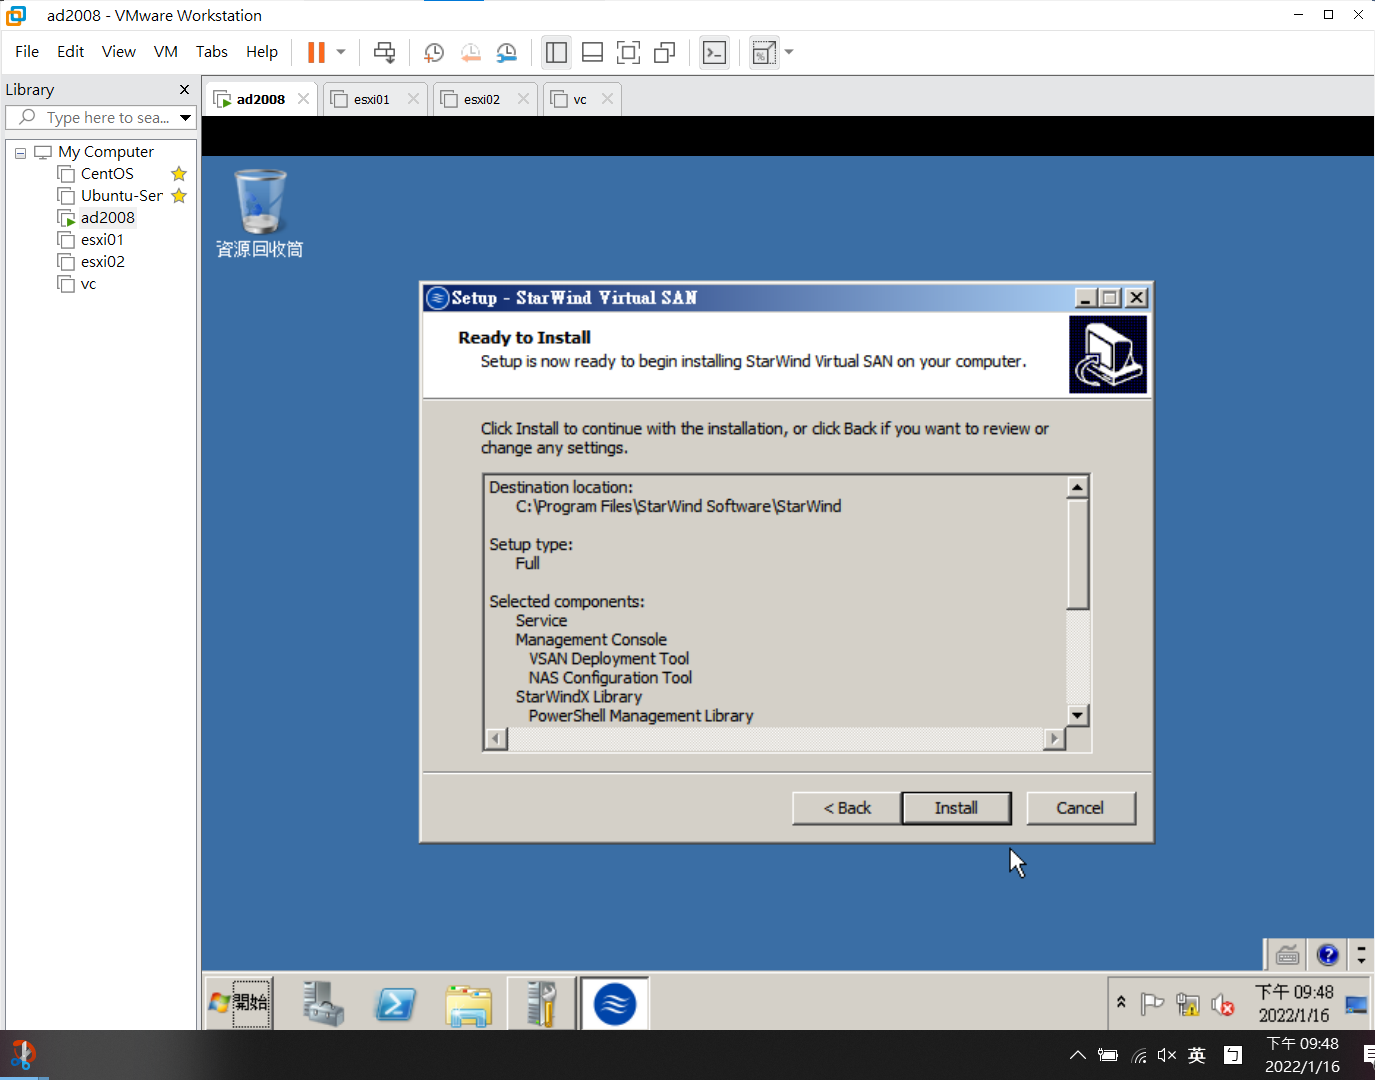 ad2008 - VMware Workstation
File Edit View VM Tabs Help
Library
Type here to sea...
ad2008
esxi01
esxi02
vc
My Computer
CentOS
Ubuntu-Ser
ad2008
esxi01
esxi02
vc
資源回收筒
Setup - StarWind Virtual SAN
Ready to Install
Setup is now ready to begin installing StarWind Virtual SAN on your computer.
Click Install to continue with the installation, or click Back if you want to review or
change any settings.
Destination location:
C:\Program Files\StarWind Software\StarWind
Setup type:
Full
Selected components:
Service
Management Console
VSAN Deployment Tool
NAS Configuration Tool
StarWindX Library
PowerShell Management Library
< Back
Install
Cancel
開始
下午 09:48
2022/1/16
英
下午 09:48
2022/1/16